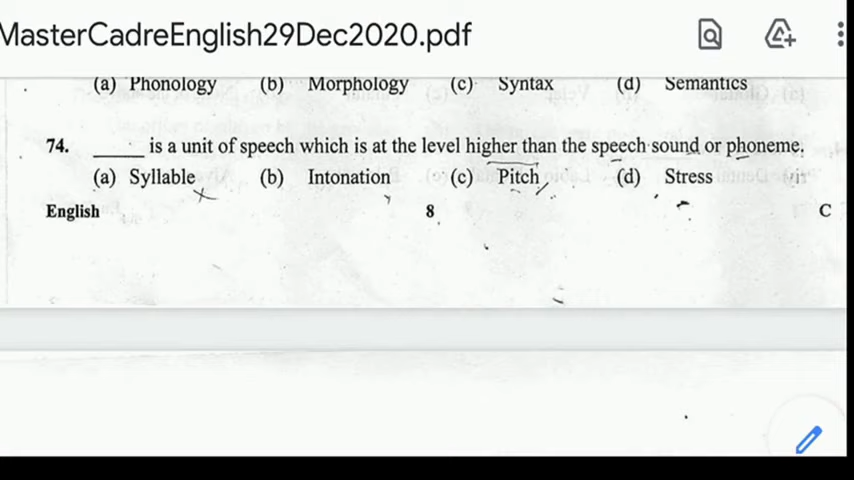 MasterCadreEnglish29Dec2020.pdf
(a) Phonology (b) Morphology (c) Syntax (d) Semantics
74. _____ is a unit of speech which is at the level higher than the speech sound or phoneme.
(a) Syllable (b) Intonation (c) Pitch (d) Stress
English 8 C